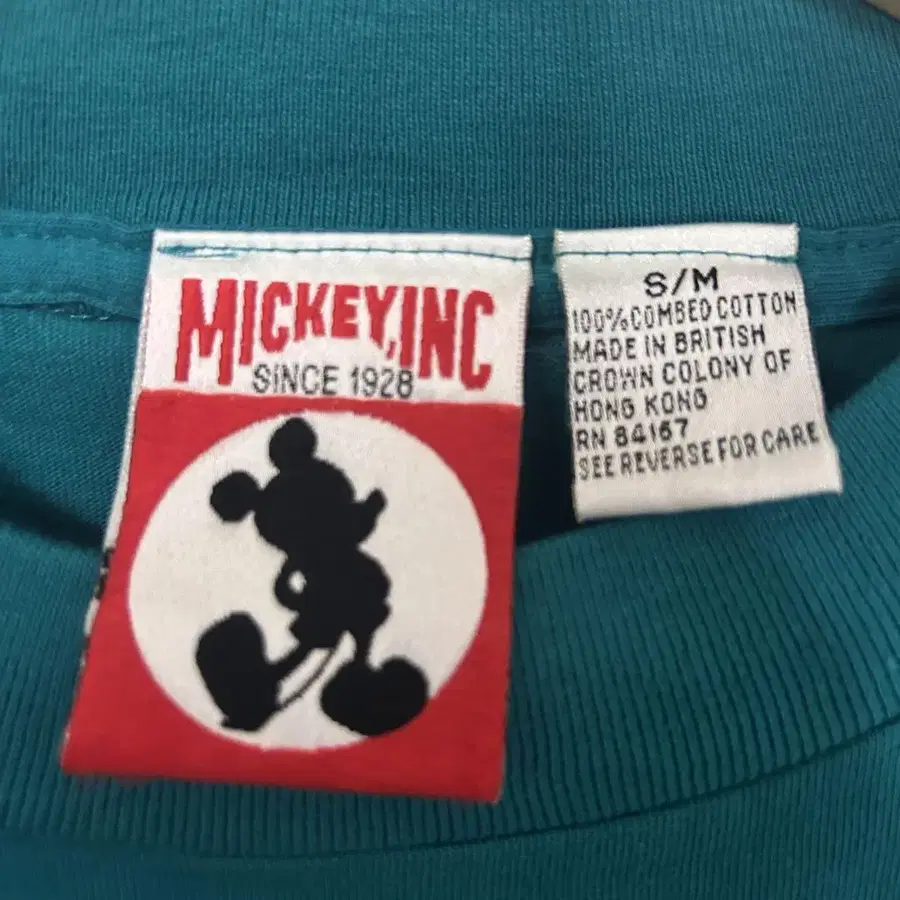 MICKEY, INC
SINCE 1928
S/M
100% COMBED COTTON
MADE IN BRITISH
CROWN COLONY OF
HONG KONG
RN 84167
SEE REVERSE FOR CARE